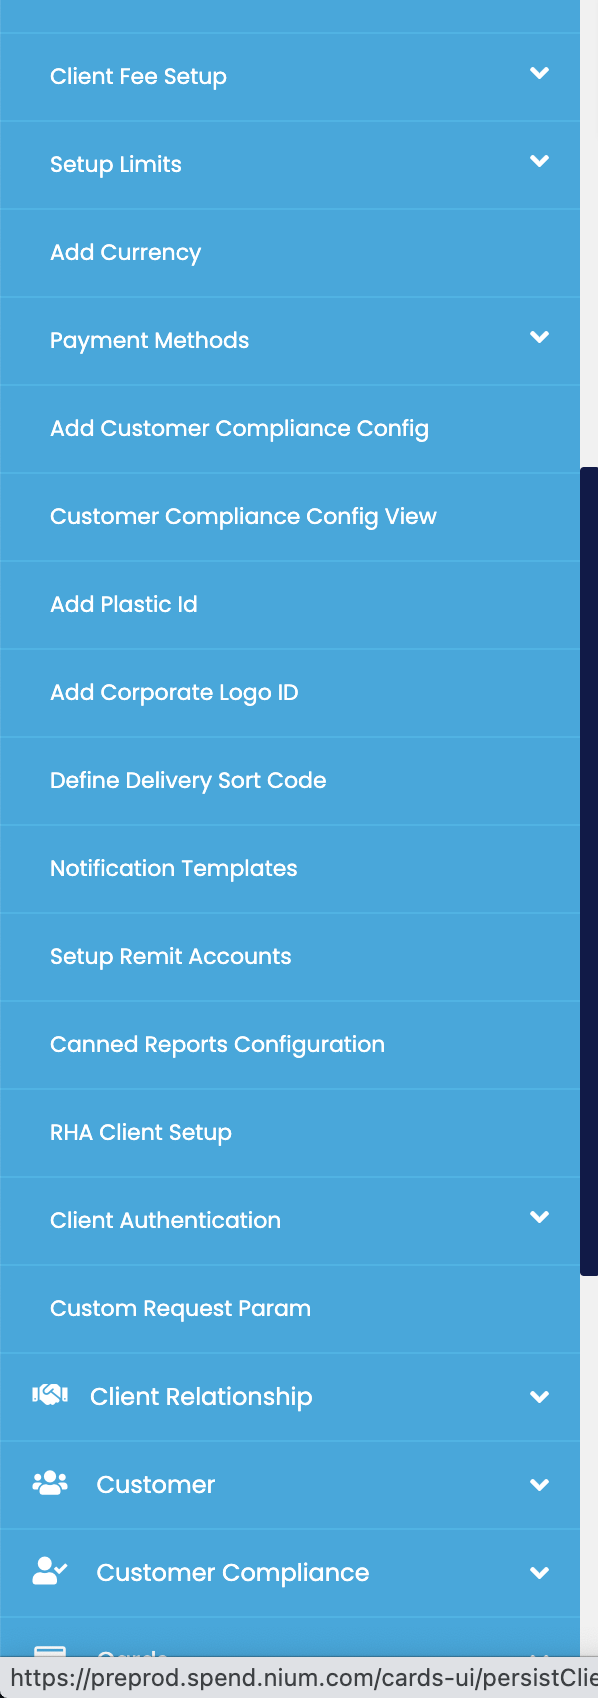 Client Fee Setup
Setup Limits
Add Currency
Payment Methods
Add Customer Compliance Config
Customer Compliance Config View
Add Plastic Id
Add Corporate Logo ID
Define Delivery Sort Code
Notification Templates
Setup Remit Accounts
Canned Reports Configuration
RHA Client Setup
Client Authentication
Custom Request Param
Client Relationship
Customer
Customer Compliance
Cards
https://preprod.spend.nium.com/cards-ui/persistClie